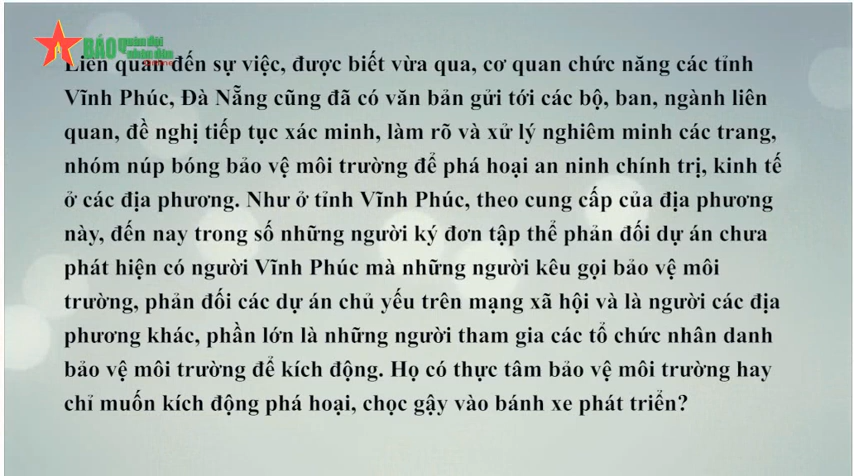 BÁO Quân đội nhân dân
Liên quan đến sự việc, được biết vừa qua, cơ quan chức năng các tỉnh
Vĩnh Phúc, Đà Nẵng cũng đã có văn bản gửi tới các bộ, ban, ngành liên
quan, đề nghị tiếp tục xác minh, làm rõ và xử lý nghiêm minh các trang,
nhóm núp bóng bảo vệ môi trường để phá hoại an ninh chính trị, kinh tế
ở các địa phương. Như ở tỉnh Vĩnh Phúc, theo cung cấp của địa phương
này, đến nay trong số những người ký đơn tập thể phản đối dự án chưa
phát hiện có người Vĩnh Phúc mà những người kêu gọi bảo vệ môi
trường, phản đối các dự án chủ yếu trên mạng xã hội và là người các địa
phương khác, phần lớn là những người tham gia các tổ chức nhân danh
bảo vệ môi trường để kích động. Họ có thực tâm bảo vệ môi trường hay
chỉ muốn kích động phá hoại, chọc gậy vào bánh xe phát triển?